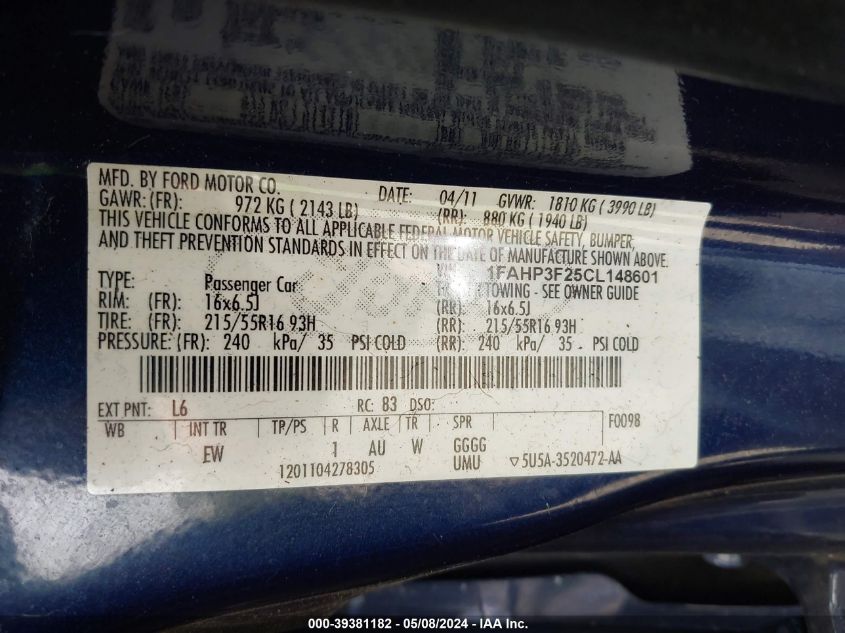 MFD. BY FORD MOTOR CO.
DATE: 04/11 GVWR: 1810 KG ( 3990 LB)
GAWR: (FR): 972 KG ( 2143 LB) (RR): 880 KG ( 1940 LB)
THIS VEHICLE CONFORMS TO ALL APPLICABLE FEDERAL MOTOR VEHICLE SAFETY, BUMPER,
AND THEFT PREVENTION STANDARDS IN EFFECT ON THE DATE OF MANUFACTURE SHOWN ABOVE.
VIN: 1FAHP3F25CL148601
TYPE: Passenger Car TOWING - SEE OWNER GUIDE
RIM: (FR): 16x6.5J (RR): 16x6.5J
TIRE: (FR): 215/55R16 93H (RR): 215/55R16 93H
PRESSURE: (FR): 240 kPa/ 35 PSI COLD (RR): 240 kPa/ 35 PSI COLD
EXT PNT: L6 RC: 83 DSO:
WB INT TR TP/PS R AXLE TR SPR F0098
EW 1 AU W GGGG
1201104278305 UMU ▽5U5A-3520472-AA
000-39381182 - 05/08/2024 - IAA Inc.